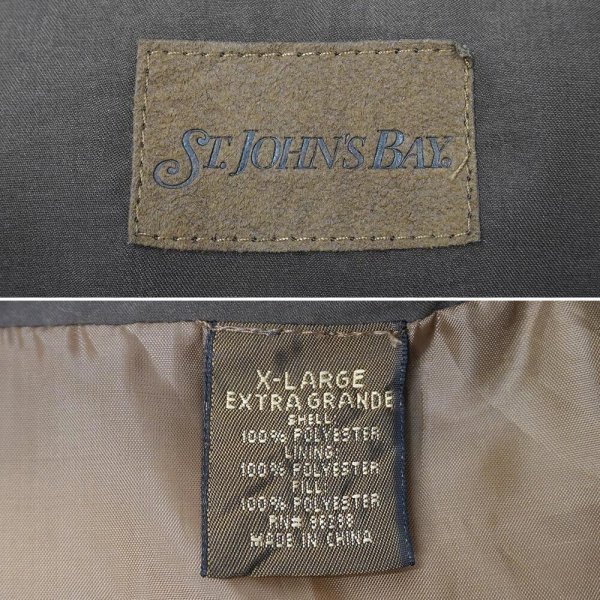 ST. JOHN'S BAY.
X-LARGE
EXTRA GRANDE
SHELL
100% POLYESTER
LINING:
100% POLYESTER
FILL:
100% POLYESTER
RN#
MADE IN CHINA